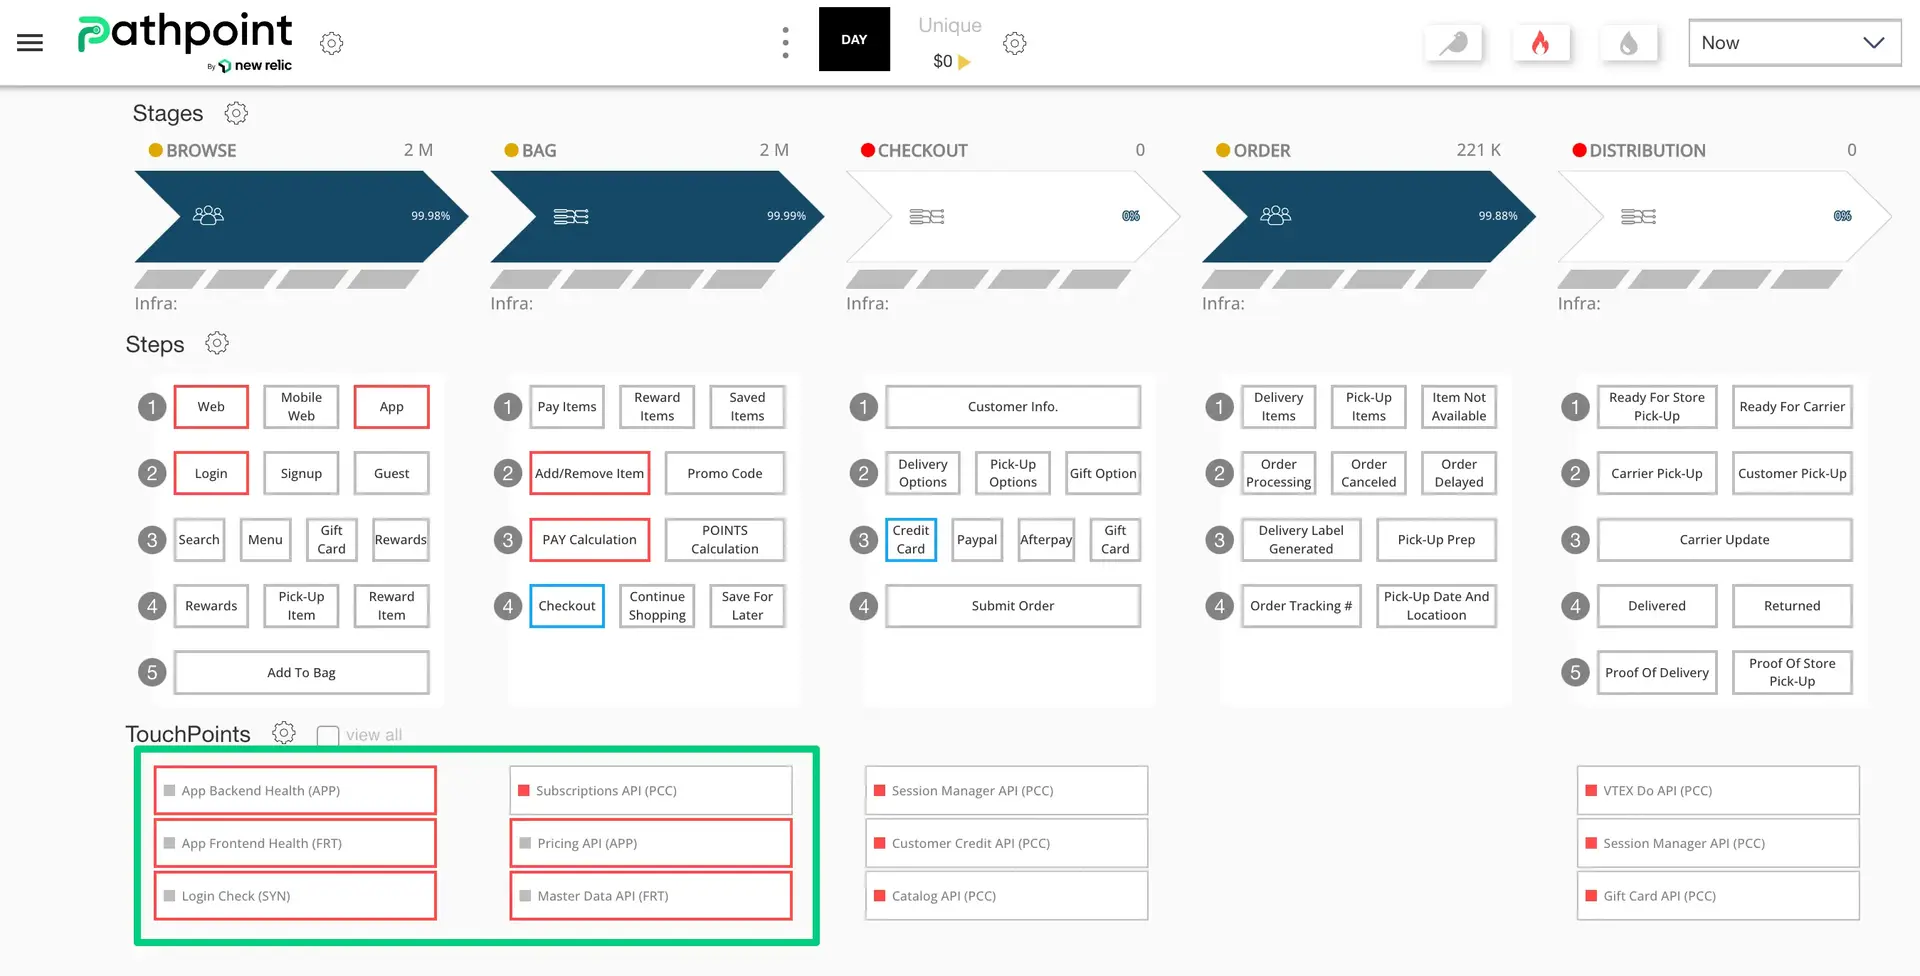 Pathpoint
By new relic
DAY
Unique
$0
Now
Stages
BROWSE 2 M
BAG 2 M
CHECKOUT 0
ORDER 221 K
DISTRIBUTION 0
99.98%
99.99%
0%
99.88%
0%
Infra:
Infra:
Infra:
Infra:
Infra:
Steps
1
Web
Mobile
Web
App
2
Login
Signup
Guest
3
Search
Menu
Gift
Card
Rewards
4
Rewards
Pick-Up
Item
Reward
Item
5
Add To Bag
1
Pay Items
Reward
Items
Saved
Items
2
Add/Remove Item
Promo Code
3
PAY Calculation
POINTS
Calculation
4
Checkout
Continue
Shopping
Save For
Later
1
Customer Info.
2
Delivery
Options
Pick-Up
Options
Gift Option
3
Credit
Card
Paypal
Afterpay
Gift
Card
4
Submit Order
1
Delivery
Items
Pick-Up
Items
Item Not
Available
2
Order
Processing
Order
Canceled
Order
Delayed
3
Delivery Label
Generated
Pick-Up Prep
4
Order Tracking #
Pick-Up Date And
Locatioon
1
Ready For Store
Pick-Up
Ready For Carrier
2
Carrier Pick-Up
Customer Pick-Up
3
Carrier Update
4
Delivered
Returned
5
Proof Of Delivery
Proof Of Store
Pick-Up
TouchPoints
view all
App Backend Health (APP)
App Frontend Health (FRT)
Login Check (SYN)
Subscriptions API (PCC)
Pricing API (APP)
Master Data API (FRT)
Session Manager API (PCC)
Customer Credit API (PCC)
Catalog API (PCC)
VTEX Do API (PCC)
Session Manager API (PCC)
Gift Card API (PCC)